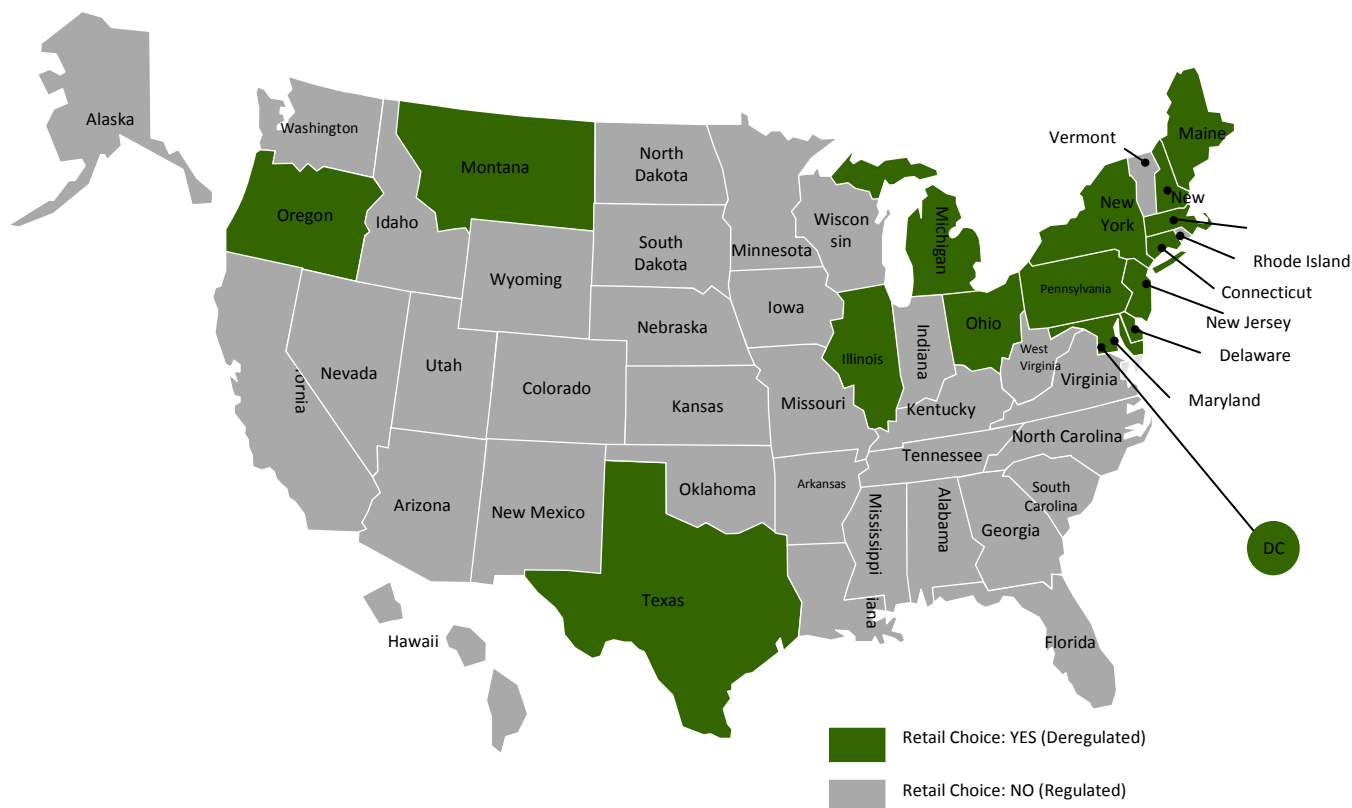 Alaska
Washington
Montana
North
Dakota
Vermont
Maine
Oregon
Idaho
Minnesota
Wiscon
sin
Michigan
New
York
New
South
Dakota
Rhode Island
Wyoming
Iowa
Pennsylvania
Connecticut
Nebraska
Ohio
New Jersey
Nevada
Utah
Illinois
Indiana
West
Virginia
Delaware
ornia
Colorado
Kansas
Missouri
Kentucky
Virginia
Maryland
North Carolina
Tennessee
Arizona
New Mexico
Oklahoma
Arkansas
Mississippi
Alabama
Georgia
South
Carolina
DC
Texas
iana
Hawaii
Florida
Retail Choice: YES (Deregulated)
Retail Choice: NO (Regulated)